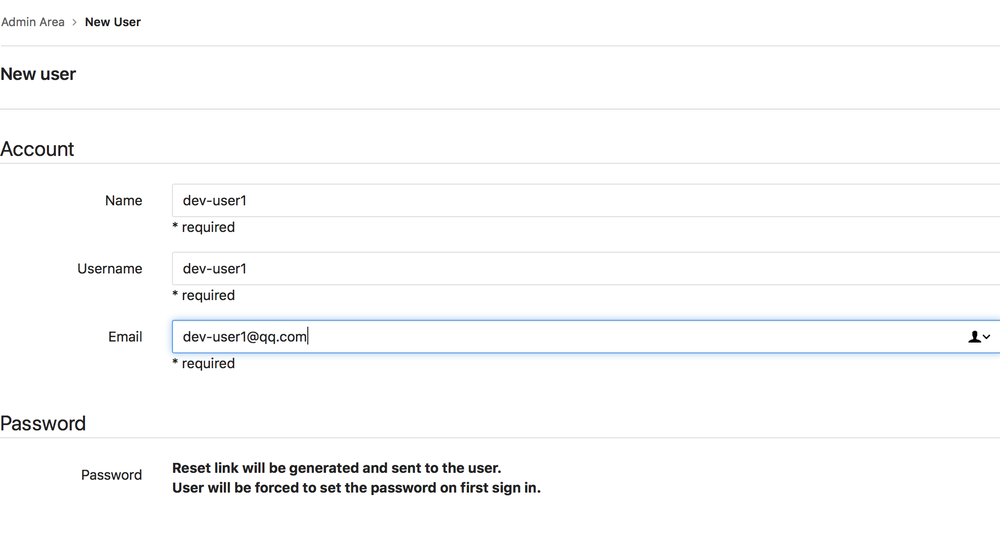 Admin Area > New User
New user
Account
Name
dev-user1
* required
Username
dev-user1
* required
Email
dev-user1@qq.com
* required
Password
Password
Reset link will be generated and sent to the user.
User will be forced to set the password on first sign in.